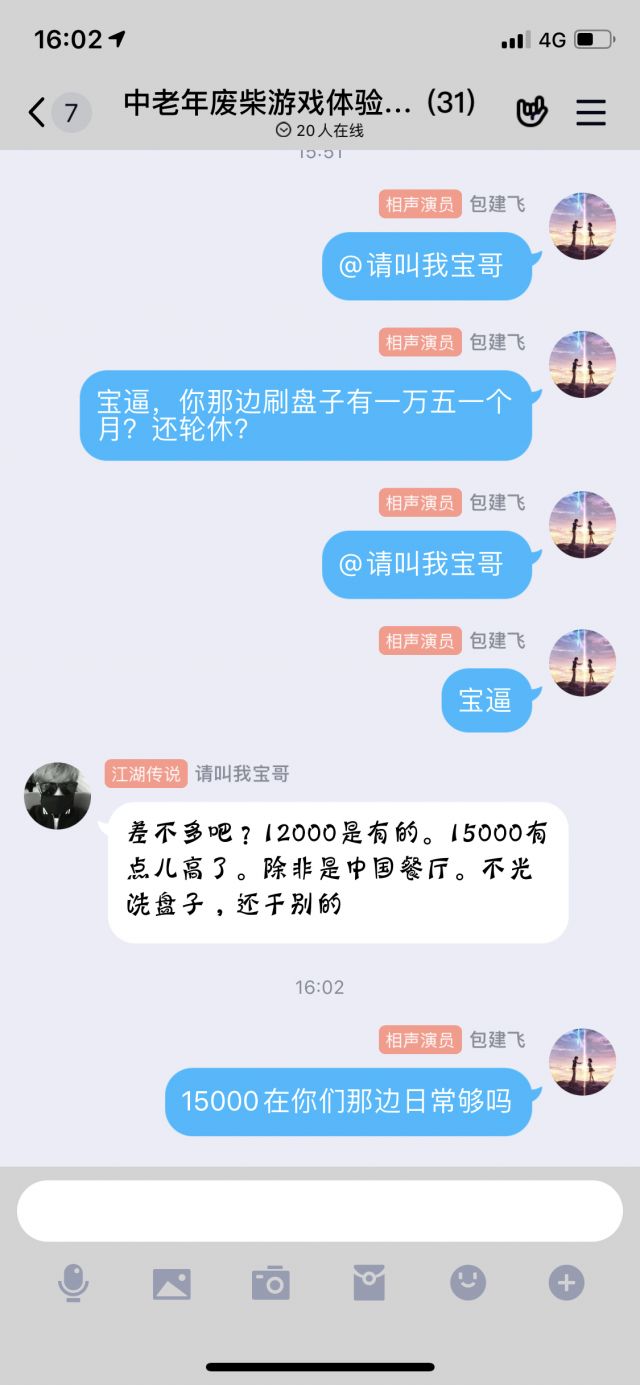 16:02
4G
7
中老年废柴游戏体验... (31)
20人在线
15:51
相声演员 包建飞
@请叫我宝哥
相声演员 包建飞
宝逼，你那边刷盘子有一万五一个
月？还轮休？
相声演员 包建飞
@请叫我宝哥
相声演员 包建飞
宝逼
江湖传说 请叫我宝哥
差不多吧？12000是有的。15000有
点儿高了。除非是中国餐厅。不光
洗盘子，还干别的
16:02
相声演员 包建飞
15000在你们那边日常够吗